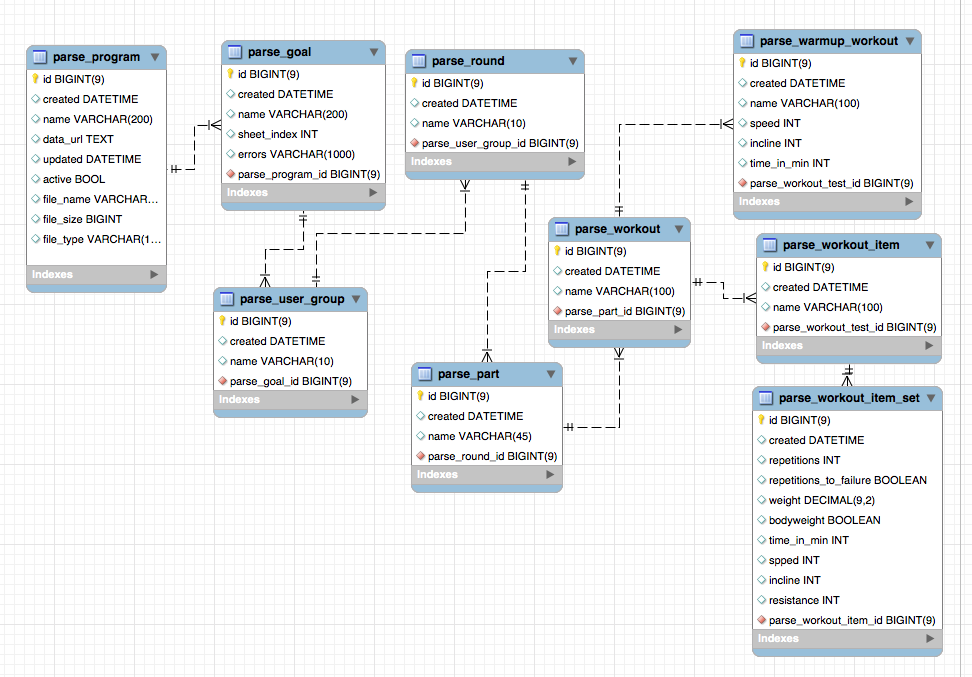 parse_program
id BIGINT(9)
created DATETIME
name VARCHAR(200)
data_url TEXT
updated DATETIME
active BOOL
file_name VARCHAR...
file_size BIGINT
file_type VARCHAR(1...
Indexes
parse_goal
id BIGINT(9)
created DATETIME
name VARCHAR(200)
sheet_index INT
errors VARCHAR(1000)
parse_program_id BIGINT(9)
Indexes
parse_round
id BIGINT(9)
created DATETIME
name VARCHAR(10)
parse_user_group_id BIGINT(9)
Indexes
parse_warmup_workout
id BIGINT(9)
created DATETIME
name VARCHAR(100)
speed INT
incline INT
time_in_min INT
parse_workout_test_id BIGINT(9)
Indexes
parse_workout
id BIGINT(9)
created DATETIME
name VARCHAR(100)
parse_part_id BIGINT(9)
Indexes
parse_workout_item
id BIGINT(9)
created DATETIME
name VARCHAR(100)
parse_workout_test_id BIGINT(9)
Indexes
parse_user_group
id BIGINT(9)
created DATETIME
name VARCHAR(10)
parse_goal_id BIGINT(9)
Indexes
parse_part
id BIGINT(9)
created DATETIME
name VARCHAR(45)
parse_round_id BIGINT(9)
Indexes
parse_workout_item_set
id BIGINT(9)
created DATETIME
repetitions INT
repetitions_to_failure BOOLEAN
weight DECIMAL(9,2)
bodyweight BOOLEAN
time_in_min INT
spped INT
incline INT
resistance INT
parse_workout_item_id BIGINT(9)
Indexes